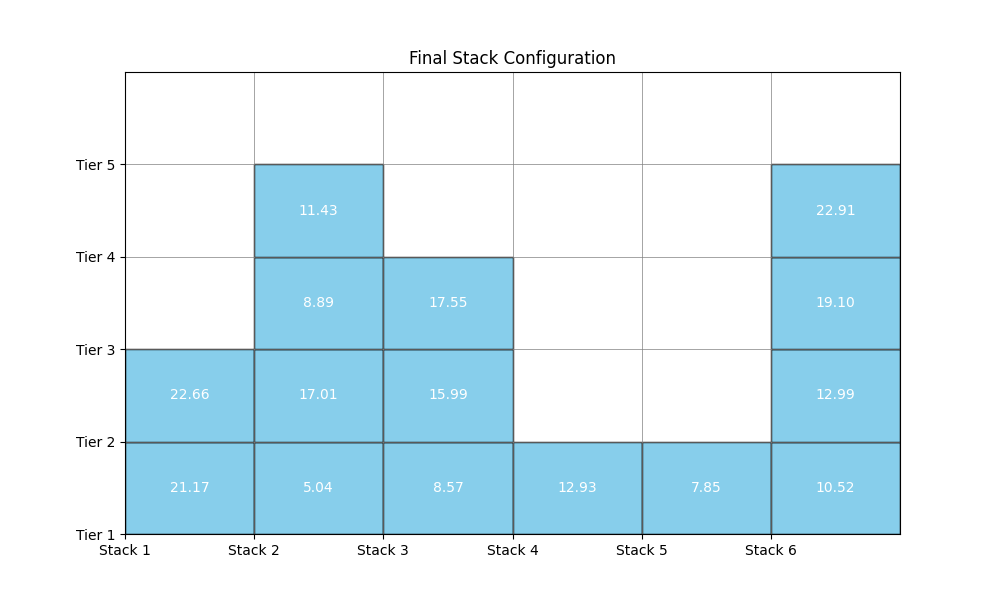 Final Stack Configuration
Tier 5
11.43 22.91
Tier 4
8.89 17.55 19.10
Tier 3
22.66 17.01 15.99 12.99
Tier 2
21.17 5.04 8.57 12.93 7.85 10.52
Tier 1
Stack 1 Stack 2 Stack 3 Stack 4 Stack 5 Stack 6